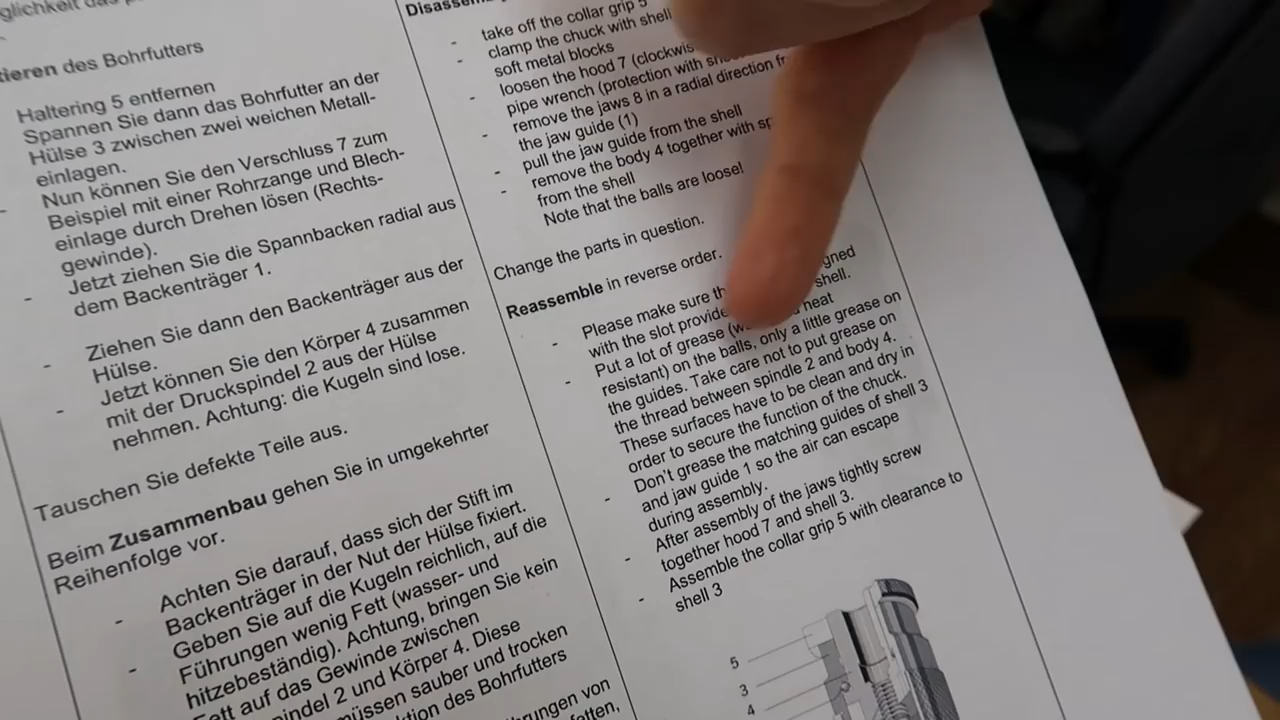 glichkeit das
tieren des Bohrfutters
Haltering 5 entfernen
Spannen Sie dann das Bohrfutter an der
Hülse 3 zwischen zwei weichen Metall-
einlagen.
- Nun können Sie den Verschluss 7 zum
Beispiel mit einer Rohrzange und Blech-
einlage durch Drehen lösen (Rechts-
gewinde).
- Jetzt ziehen Sie die Spannbacken radial aus
dem Backenträger 1.
- Ziehen Sie dann den Backenträger aus der
Hülse.
- Jetzt können Sie den Körper 4 zusammen
mit der Druckspindel 2 aus der Hülse
nehmen. Achtung: die Kugeln sind lose.
Tauschen Sie defekte Teile aus.
Beim Zusammenbau gehen Sie in umgekehrter
Reihenfolge vor.
- Achten Sie darauf, dass sich der Stift im
Backenträger in der Nut der Hülse fixiert.
- Geben Sie auf die Kugeln reichlich, auf die
Führungen wenig Fett (wasser- und
hitzebeständig). Achtung, bringen Sie kein
Fett auf das Gewinde zwischen
pindel 2 und Körper 4. Diese
müssen sauber und trocken
ktion des Bohrfutters
hrungen von
etten,
- take off the collar grip 5
- clamp the chuck with shell
soft metal blocks
- loosen the hood 7 (clockwis
pipe wrench (protection with
remove the jaws 8 in a radial direction
- the jaw guide (1)
- pull the jaw guide from the shell
- remove the body 4 together with sp
from the shell
Note that the balls are loose!
Change the parts in question.
Reassemble in reverse order.
- Please make sure th gned
with the slot provide shell.
- Put a lot of grease (w heat
resistant) on the balls, only a little grease on
the guides. Take care not to put grease on
the thread between spindle 2 and body 4.
These surfaces have to be clean and dry in
order to secure the function of the chuck.
- Don't grease the matching guides of shell 3
and jaw guide 1 so the air can escape
during assembly.
- After assembly of the jaws tightly screw
together hood 7 and shell 3.
- Assemble the collar grip 5 with clearance to
shell 3
5
3
4